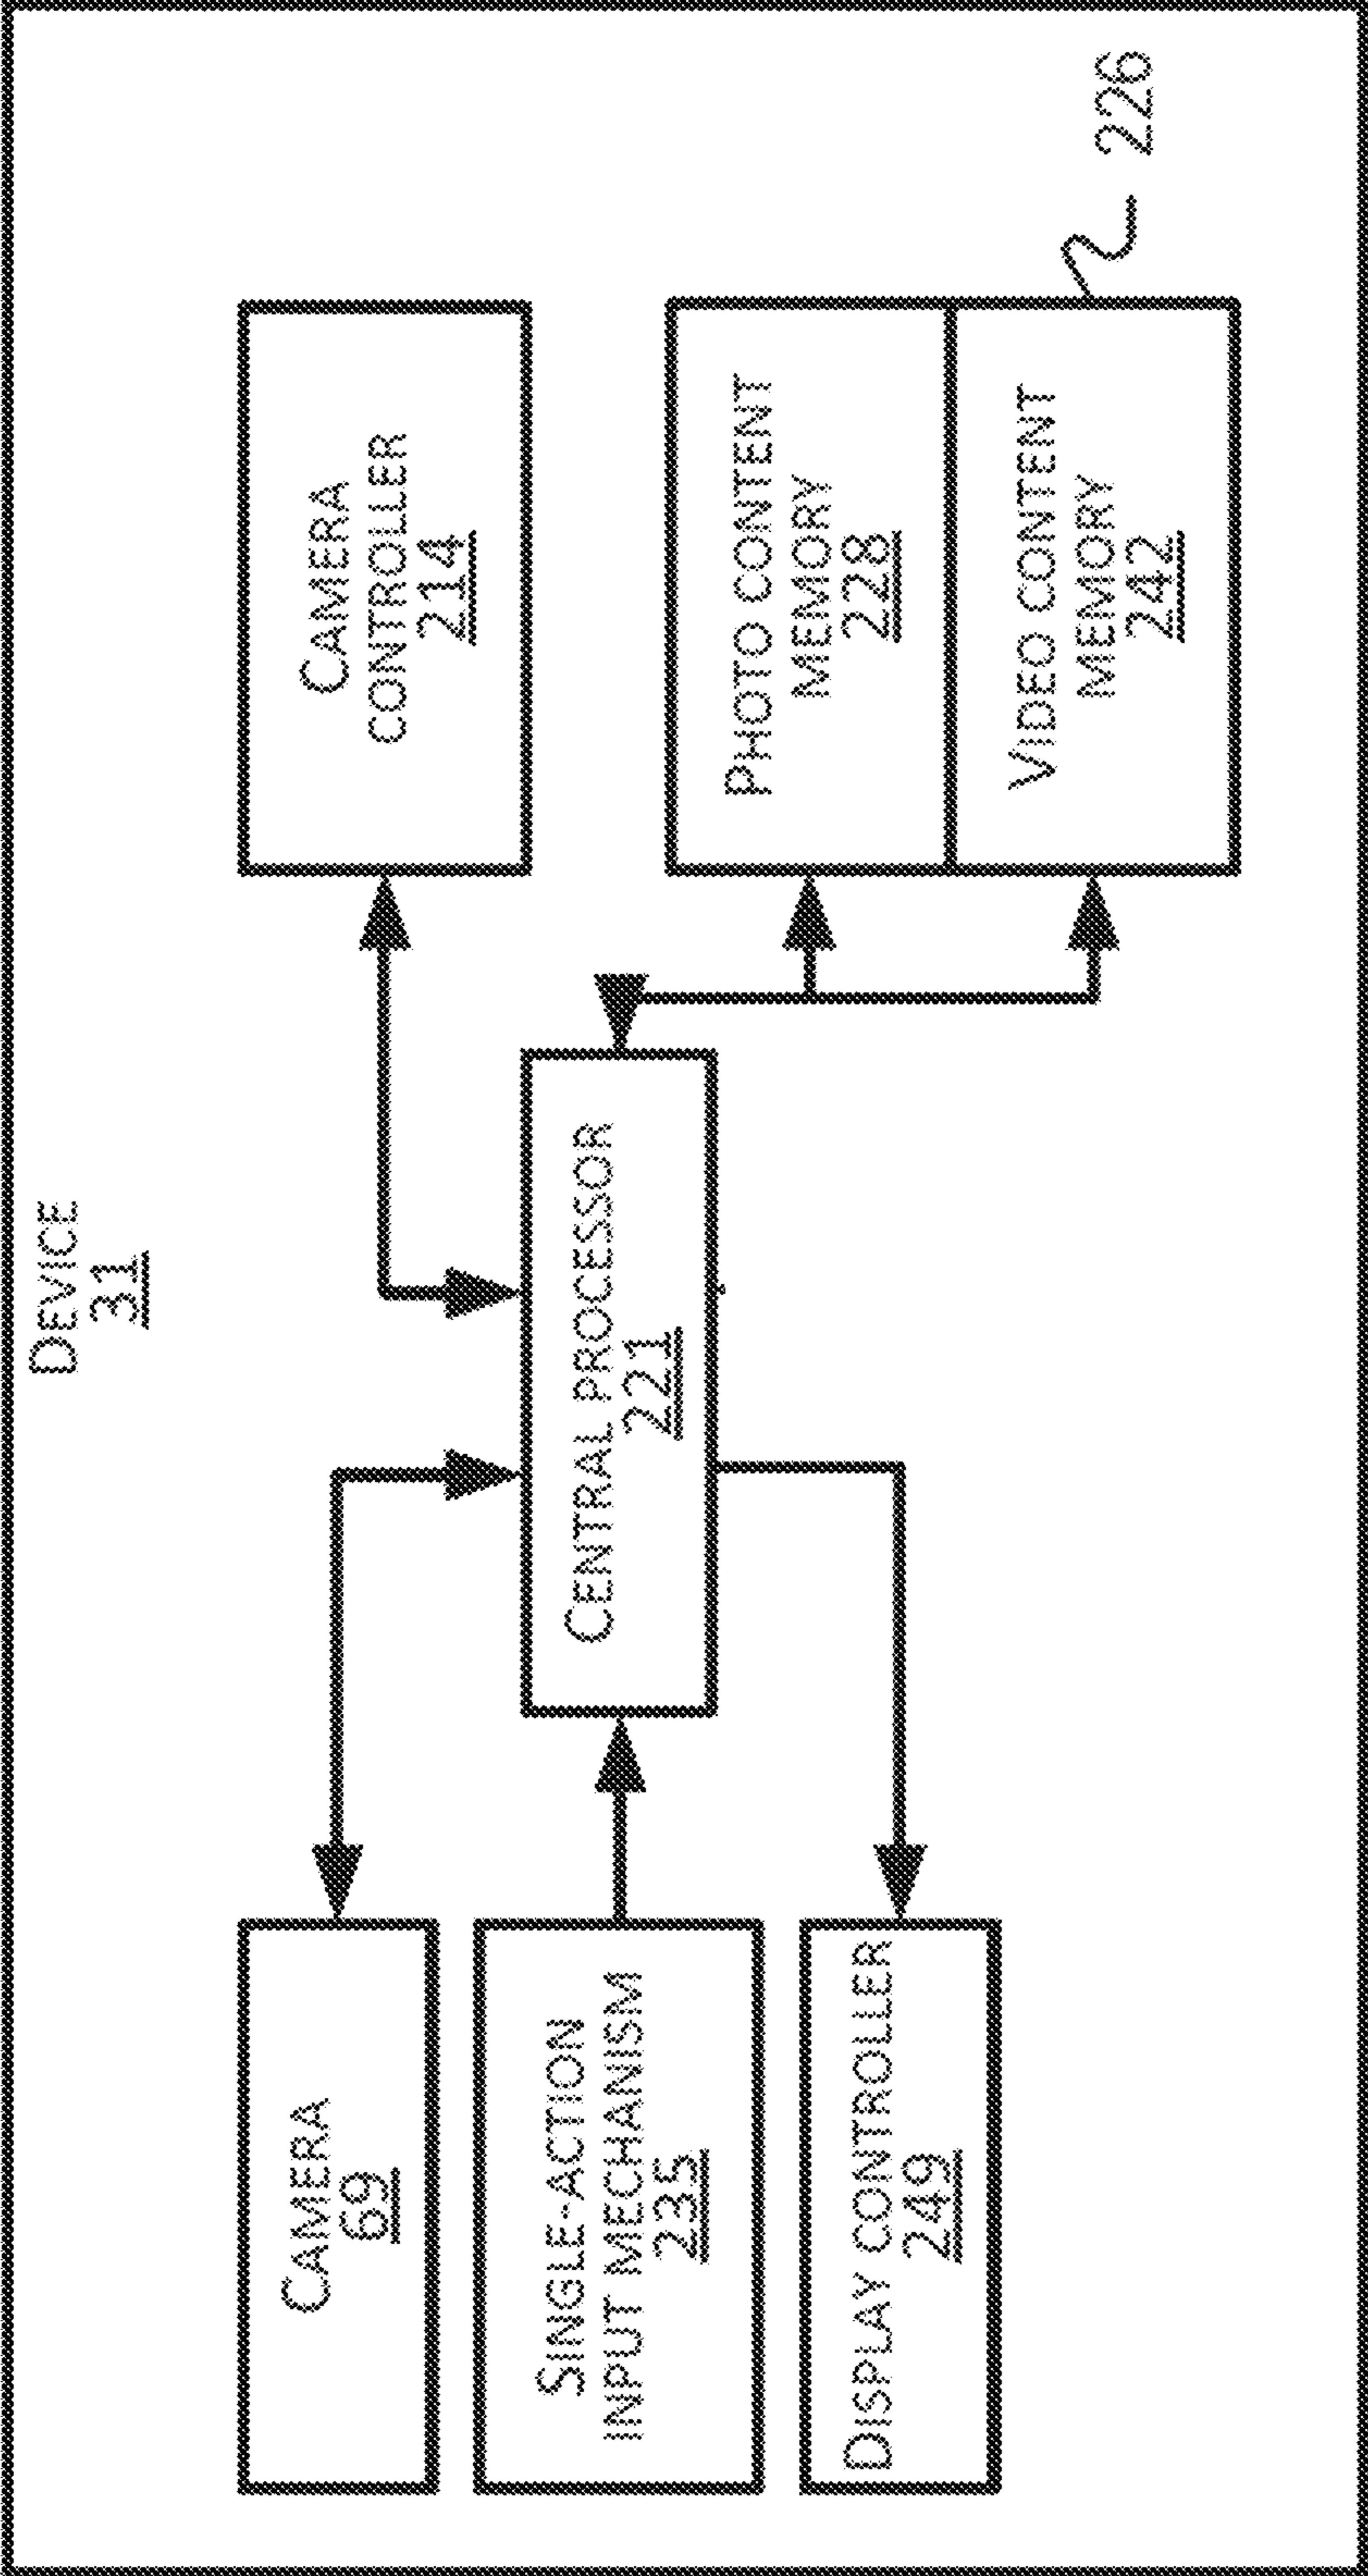 DEVICE
31
CAMERA
69
SINGLE-ACTION
INPUT MECHANISM
235
DISPLAY CONTROLLER
249
CENTRAL PROCESSOR
221
CAMERA
CONTROLLER
214
PHOTO CONTENT
MEMORY
228
VIDEO CONTENT
MEMORY
242
226